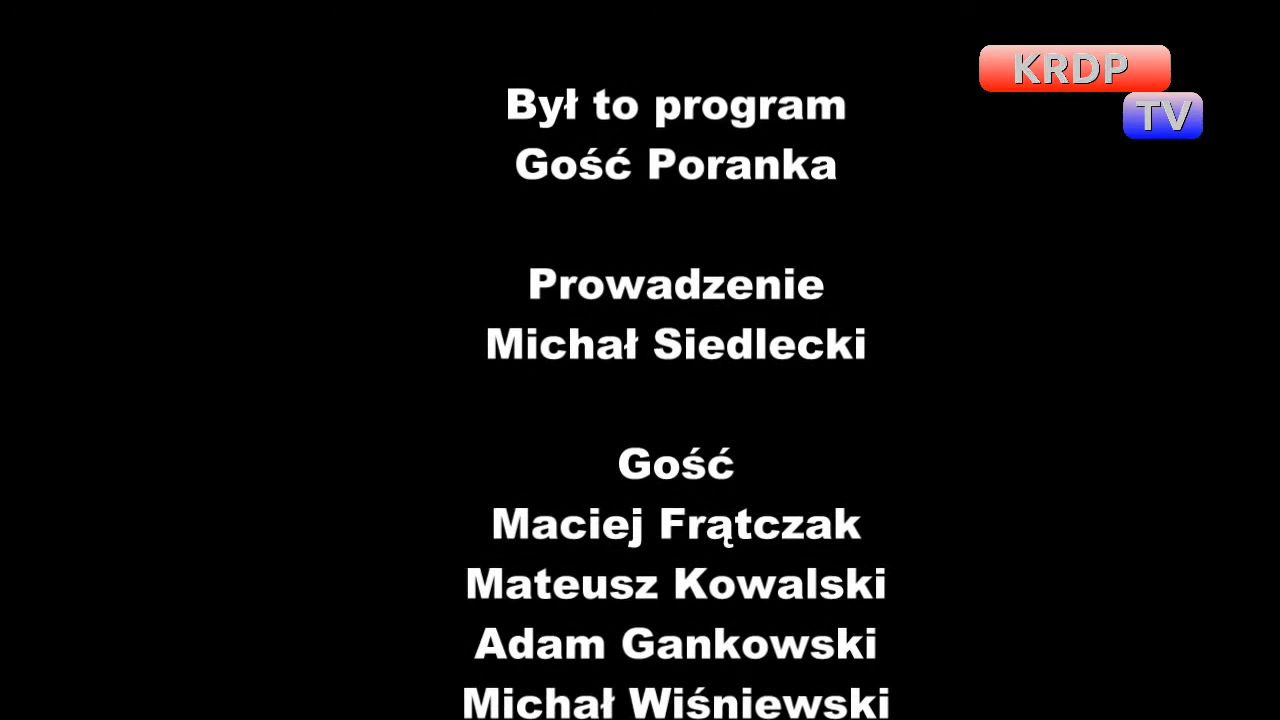 KRDP
TV
Był to program
Gość Poranka
Prowadzenie
Michał Siedlecki
Gość
Maciej Frątczak
Mateusz Kowalski
Adam Gankowski
Michał Wiśniewski